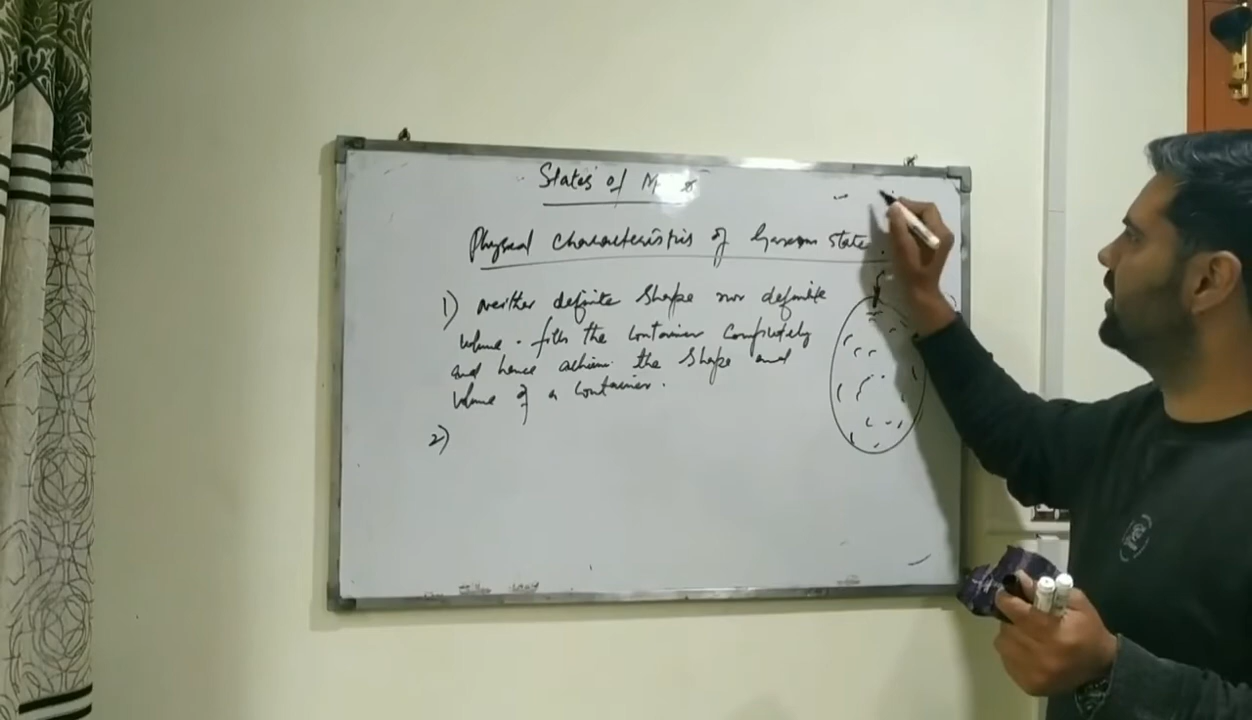 States of
Physical characteristics of Gaseous state.
1) neither definite shape nor definite
volume. fills the container completely
and hence achieve the shape and
volume of a container.
2)